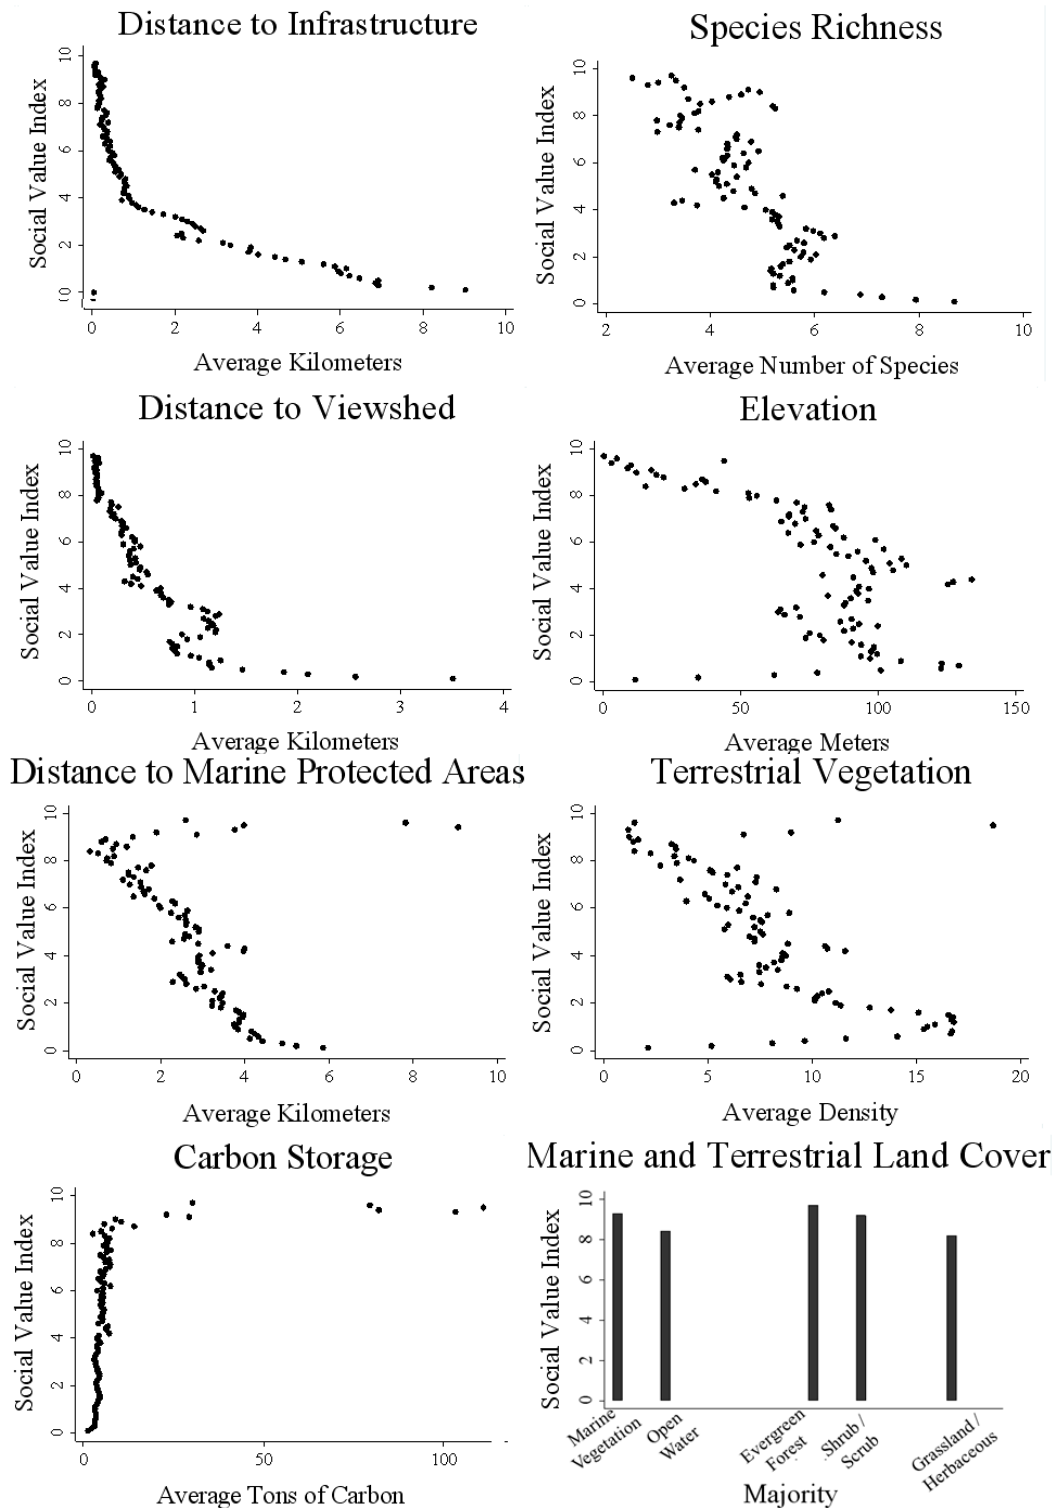 Distance to Infrastructure
Social Value Index
0 2 4 6 8 10
0 2 4 6 8 10
Average Kilometers
Species Richness
Social Value Index
0 2 4 6 8 10
2 4 6 8 10
Average Number of Species
Distance to Viewshed
Social Value Index
0 2 4 6 8 10
0 1 2 3 4
Average Kilometers
Elevation
Social Value Index
0 2 4 6 8 10
0 50 100 150
Average Meters
Distance to Marine Protected Areas
Social Value Index
0 2 4 6 8 10
0 2 4 6 8 10
Average Kilometers
Terrestrial Vegetation
Social Value Index
0 2 4 6 8 10
0 5 10 15 20
Average Density
Carbon Storage
Social Value Index
0 2 4 6 8 10
0 50 100
Average Tons of Carbon
Marine and Terrestrial Land Cover
Social Value Index
0 2 4 6 8 10
Marine
Vegetation
Open
Water
Evergreen
Forest
Shrub /
Scrub
Grassland /
Herbaceous
Majority